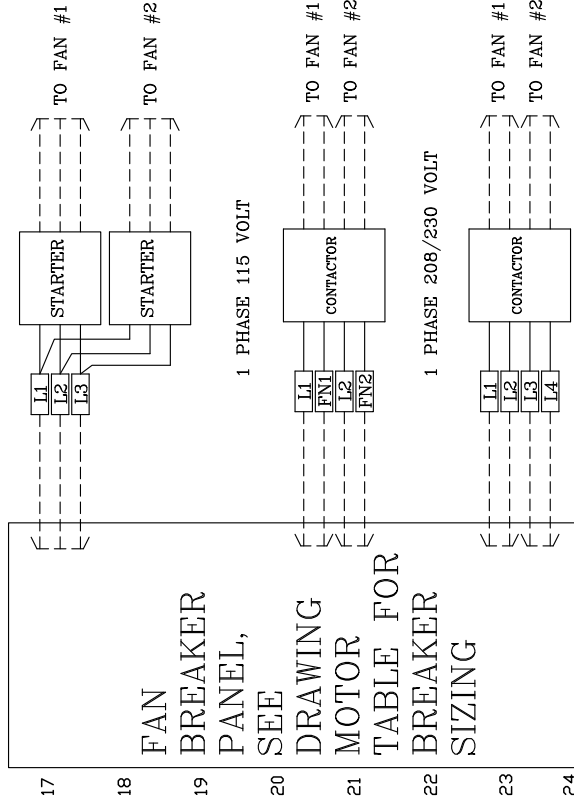 17
18
19
20
21
22
23
24
FAN
BREAKER
PANEL,
SEE
DRAWING
MOTOR
TABLE FOR
BREAKER
SIZING
L1
L2
L3
STARTER
STARTER
TO FAN #1
TO FAN #2
1 PHASE 115 VOLT
L1
FN1
L2
FN2
CONTACTOR
TO FAN #1
TO FAN #2
1 PHASE 208/230 VOLT
L1
L2
L3
L4
CONTACTOR
TO FAN #1
TO FAN #2